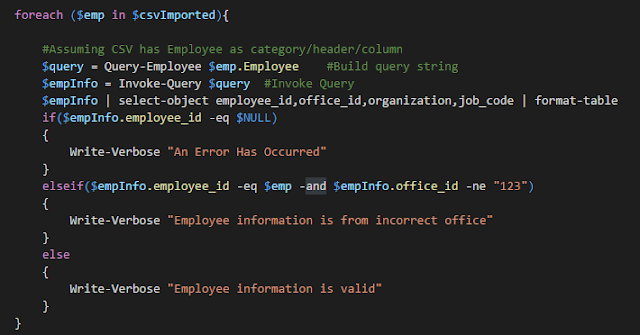 foreach ($emp in $csvImported){
#Assuming CSV has Employee as category/header/column
$query = Query-Employee $emp.Employee #Build query string
$empInfo = Invoke-Query $query #Invoke Query
$empInfo | select-object employee_id,office_id,organization,job_code | format-table
if($empInfo.employee_id -eq $NULL)
{
Write-Verbose "An Error Has Occurred"
}
elseif($empInfo.employee_id -eq $emp -and $empInfo.office_id -ne "123")
{
Write-Verbose "Employee information is from incorrect office"
}
else
{
Write-Verbose "Employee information is valid"
}
}